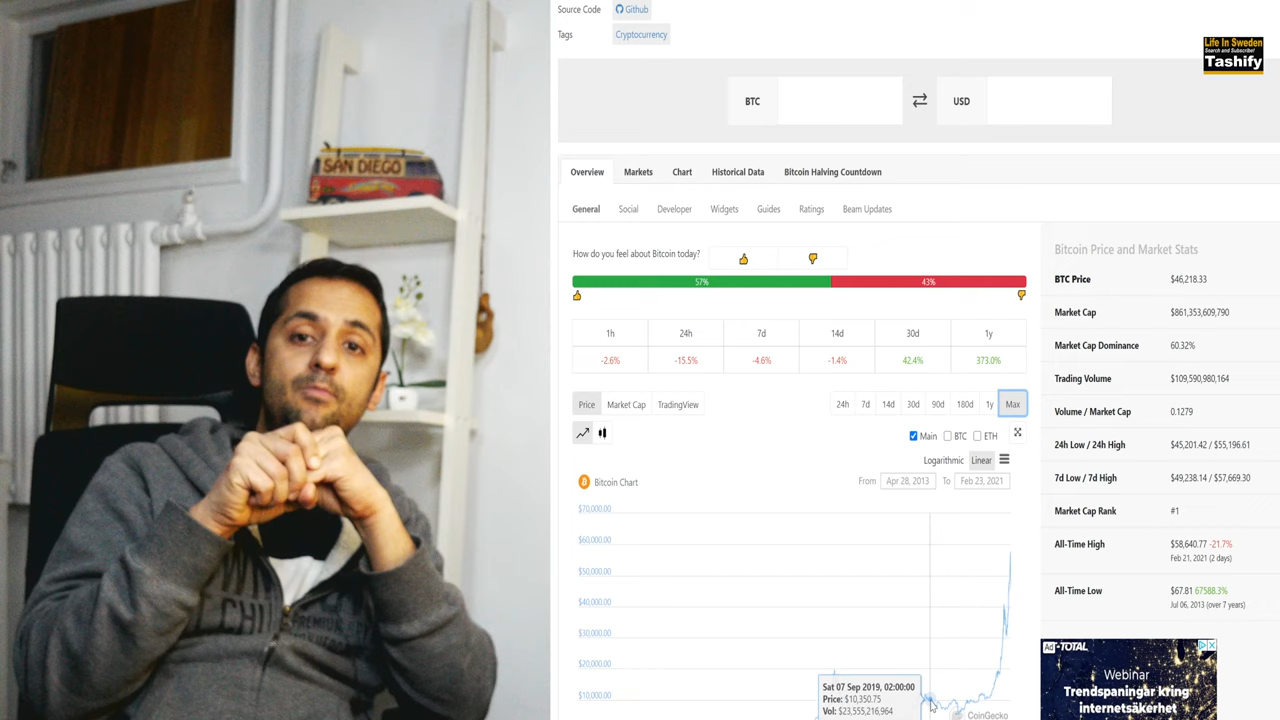 Source Code Github
Tags Cryptocurrency
Life In Sweden
Search and Subscribe!
Tashify
SAN DIEGO
BTC USD
Overview Markets Chart Historical Data Bitcoin Halving Countdown
General Social Developer Widgets Guides Ratings Beam Updates
How do you feel about Bitcoin today?
57% 43%
1h 24h 7d 14d 30d 1y
-2.6% -15.5% -4.6% -1.4% 42.4% 373.0%
Price Market Cap TradingView 24h 7d 14d 30d 90d 180d 1y Max
Main BTC ETH
Logarithmic Linear
Bitcoin Chart From Apr 28, 2013 To Feb 23, 2021
$70,000.00
$60,000.00
$50,000.00
$40,000.00
$30,000.00
$20,000.00
$10,000.00
Sat 07 Sep 2019, 02:00:00
Price: $10,350.75
Vol: $23,555,216,964
CoinGecko
Bitcoin Price and Market Stats
BTC Price $46,218.33
Market Cap $861,353,609,790
Market Cap Dominance 60.32%
Trading Volume $109,590,980,164
Volume / Market Cap 0.1279
24h Low / 24h High $45,201.42 / $55,196.61
7d Low / 7d High $49,238.14 / $57,669.30
Market Cap Rank #1
All-Time High $58,640.77 -21.7%
Feb 21, 2021 (2 days)
All-Time Low $67.81 67588.3%
Jul 06, 2013 (over 7 years)
Ad
-TOTAL
Webinar
Trendspaningar kring
internetsäkerhet